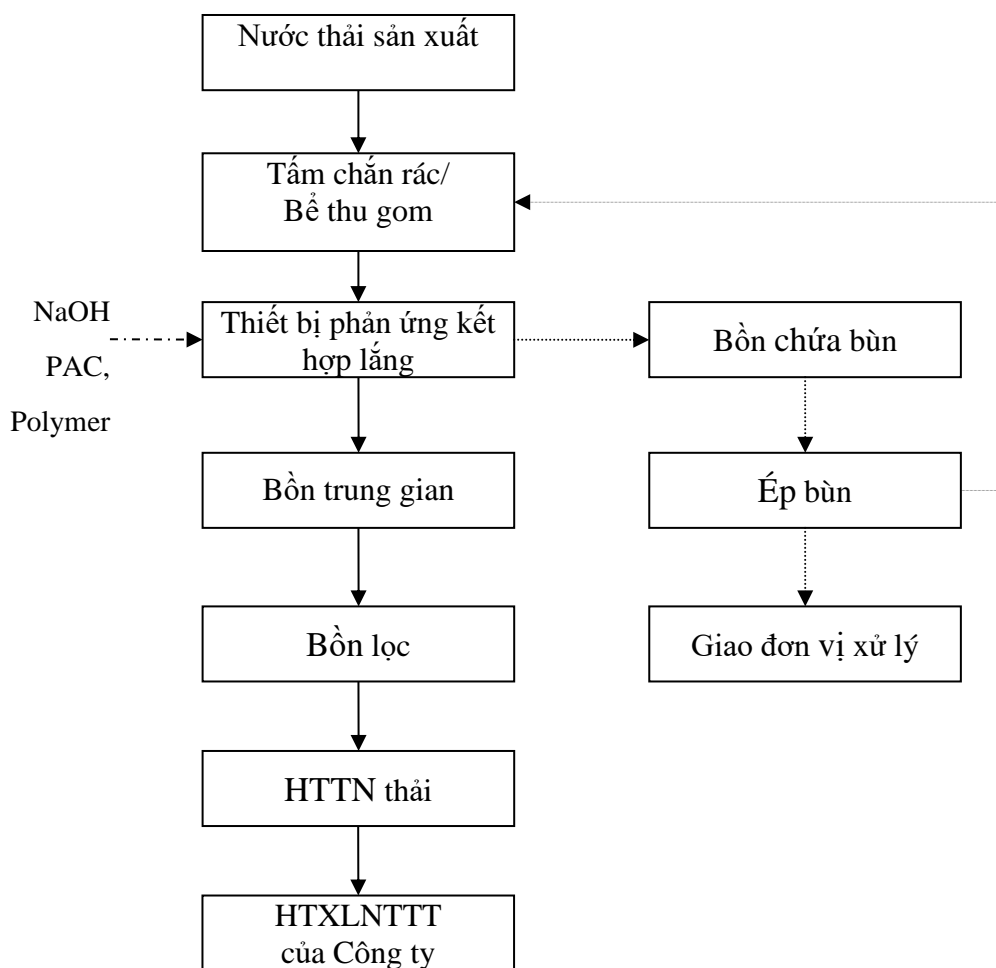 Nước thải sản xuất
Tấm chắn rác/
Bể thu gom
NaOH
PAC,
Polymer
Thiết bị phản ứng kết
hợp lắng
Bồn chứa bùn
Bồn trung gian
Ép bùn
Bồn lọc
Giao đơn vị xử lý
HTTN thải
HTXLNTTT
của Công ty